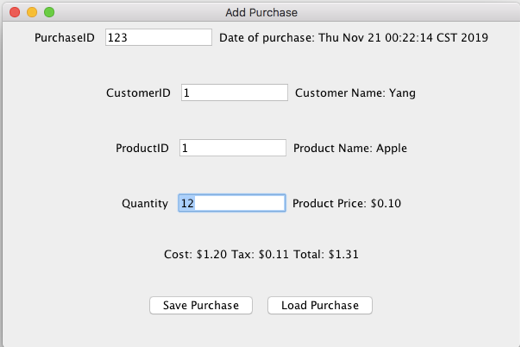 Add Purchase
PurchaseID 123 Date of purchase: Thu Nov 21 00:22:14 CST 2019
CustomerID 1 Customer Name: Yang
ProductID 1 Product Name: Apple
Quantity 12 Product Price: $0.10
Cost: $1.20 Tax: $0.11 Total: $1.31
Save Purchase Load Purchase